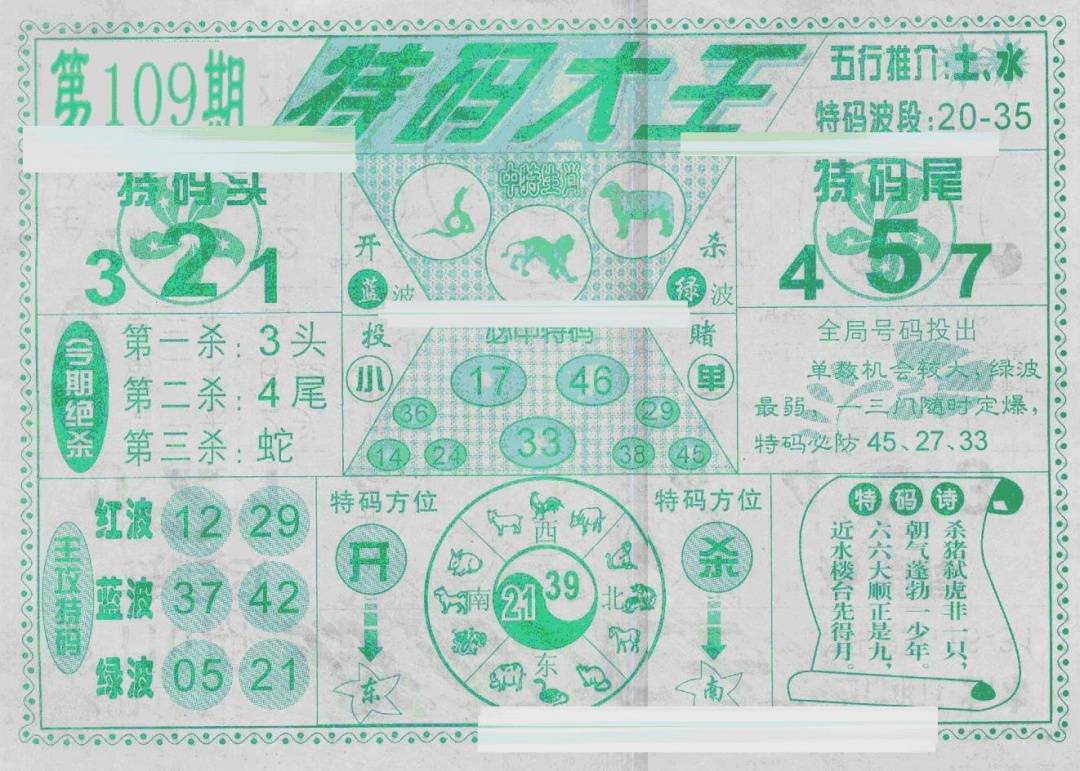 第109期
特码大王
五行推介:土、水
特码波段:20-35
特码头
3 2 1
中特生肖
开
蓝波
杀
绿波
特码尾
4 5 7
今期绝杀
第一杀: 3头
第二杀: 4尾
第三杀: 蛇
投
小
必中特码
17 46
36 29
33
14 24 38 45
赌
单
全局号码投出
单数机会较大,绿波
最弱,一三门随时定爆,
特码必防 45、27、33
主攻特码
红波 12 29
蓝波 37 42
绿波 05 21
特码方位
开
东
西
南
北
东
21 39
特码方位
杀
南
特码诗
杀猪弑虎非一只,
朝气蓬勃一少年。
六六大顺正是九,
近水楼台先得月。